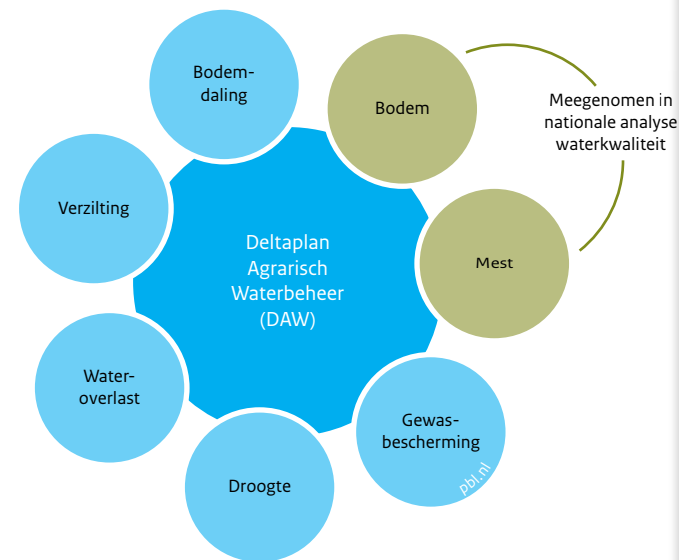 Bodem-
daling
Bodem
Meegenomen in
nationale analyse
waterkwaliteit
Verzilting
Deltaplan
Agrarisch
Waterbeheer
(DAW)
Mest
Water-
overlast
Gewas-
bescherming
Droogte
pbl.nl